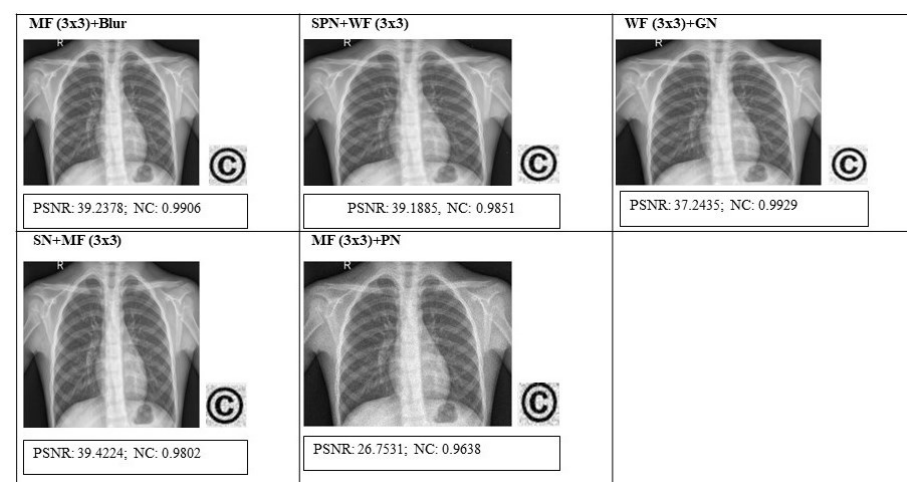 MF (3x3)+Blur
R
©
PSNR: 39.2378; NC: 0.9906
SPN+WF (3x3)
R
©
PSNR: 39.1885, NC: 0.9851
WF (3x3)+GN
R
©
PSNR: 37.2435; NC: 0.9929
SN+MF (3x3)
R
©
PSNR: 39.4224; NC: 0.9802
MF (3x3)+PN
R
©
PSNR: 26.7531; NC: 0.9638